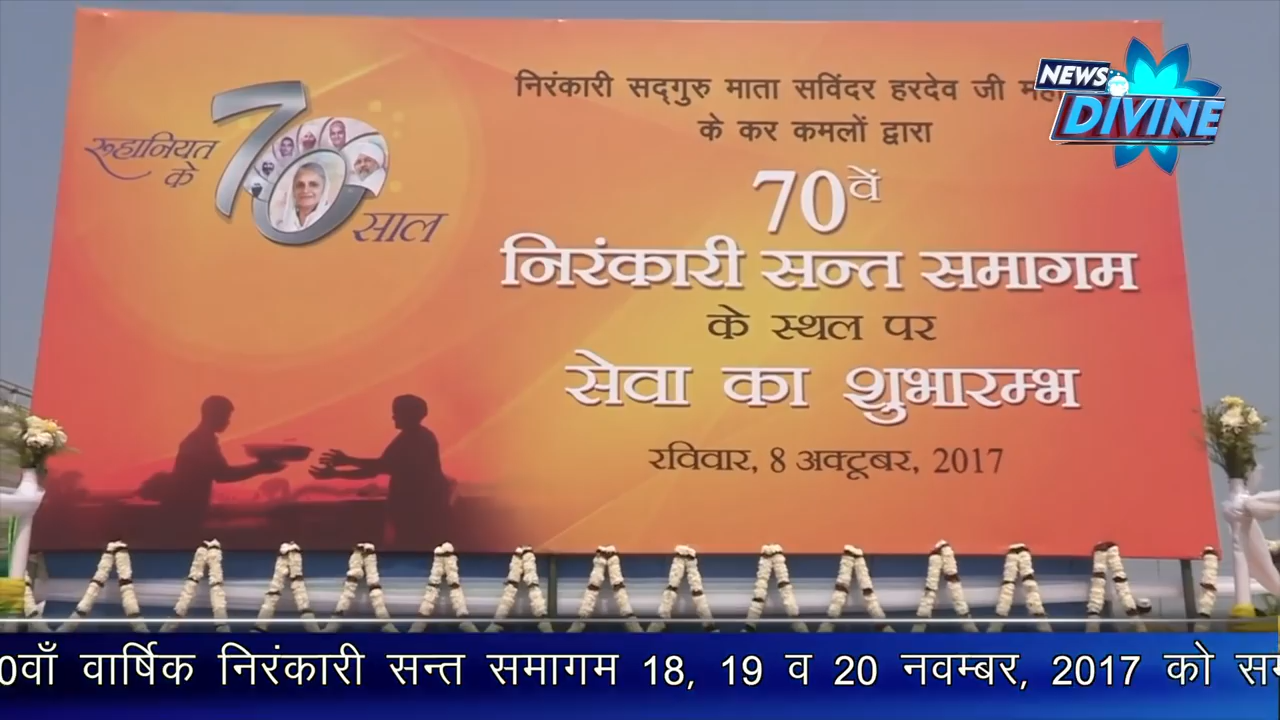 रूहानियत
के
70
साल
निरंकारी सद्गुरु माता सविंदर हरदेव जी
के कर कमलों द्वारा
70वें
निरंकारी सन्त समागम
के स्थल पर
सेवा का शुभारम्भ
रविवार, 8 अक्टूबर, 2017
NEWS
DIVINE
0वाँ वार्षिक निरंकारी सन्त समागम 18, 19 व 20 नवम्बर, 2017 को